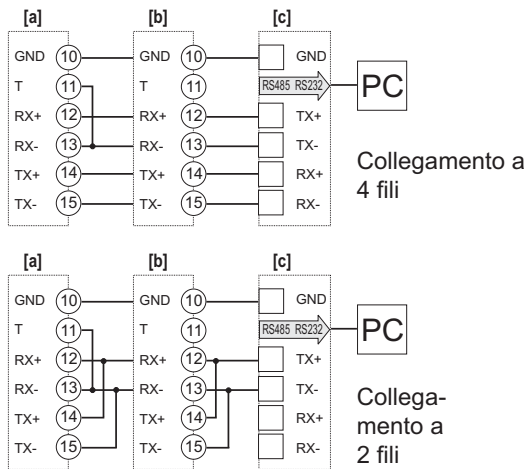 [a] [b] [c]
GND 10 GND 10 GND
T 11 T 11 RS485 RS232 PC
RX+ 12 RX+ 12 TX+
RX- 13 RX- 13 TX-
TX+ 14 TX+ 14 RX+
TX- 15 TX- 15 RX-
Collegamento a
4 fili
[a] [b] [c]
GND 10 GND 10 GND
T 11 T 11 RS485 RS232 PC
RX+ 12 RX+ 12 TX+
RX- 13 RX- 13 TX-
TX+ 14 TX+ 14 RX+
TX- 15 TX- 15 RX-
Collega-
mento a
2 fili